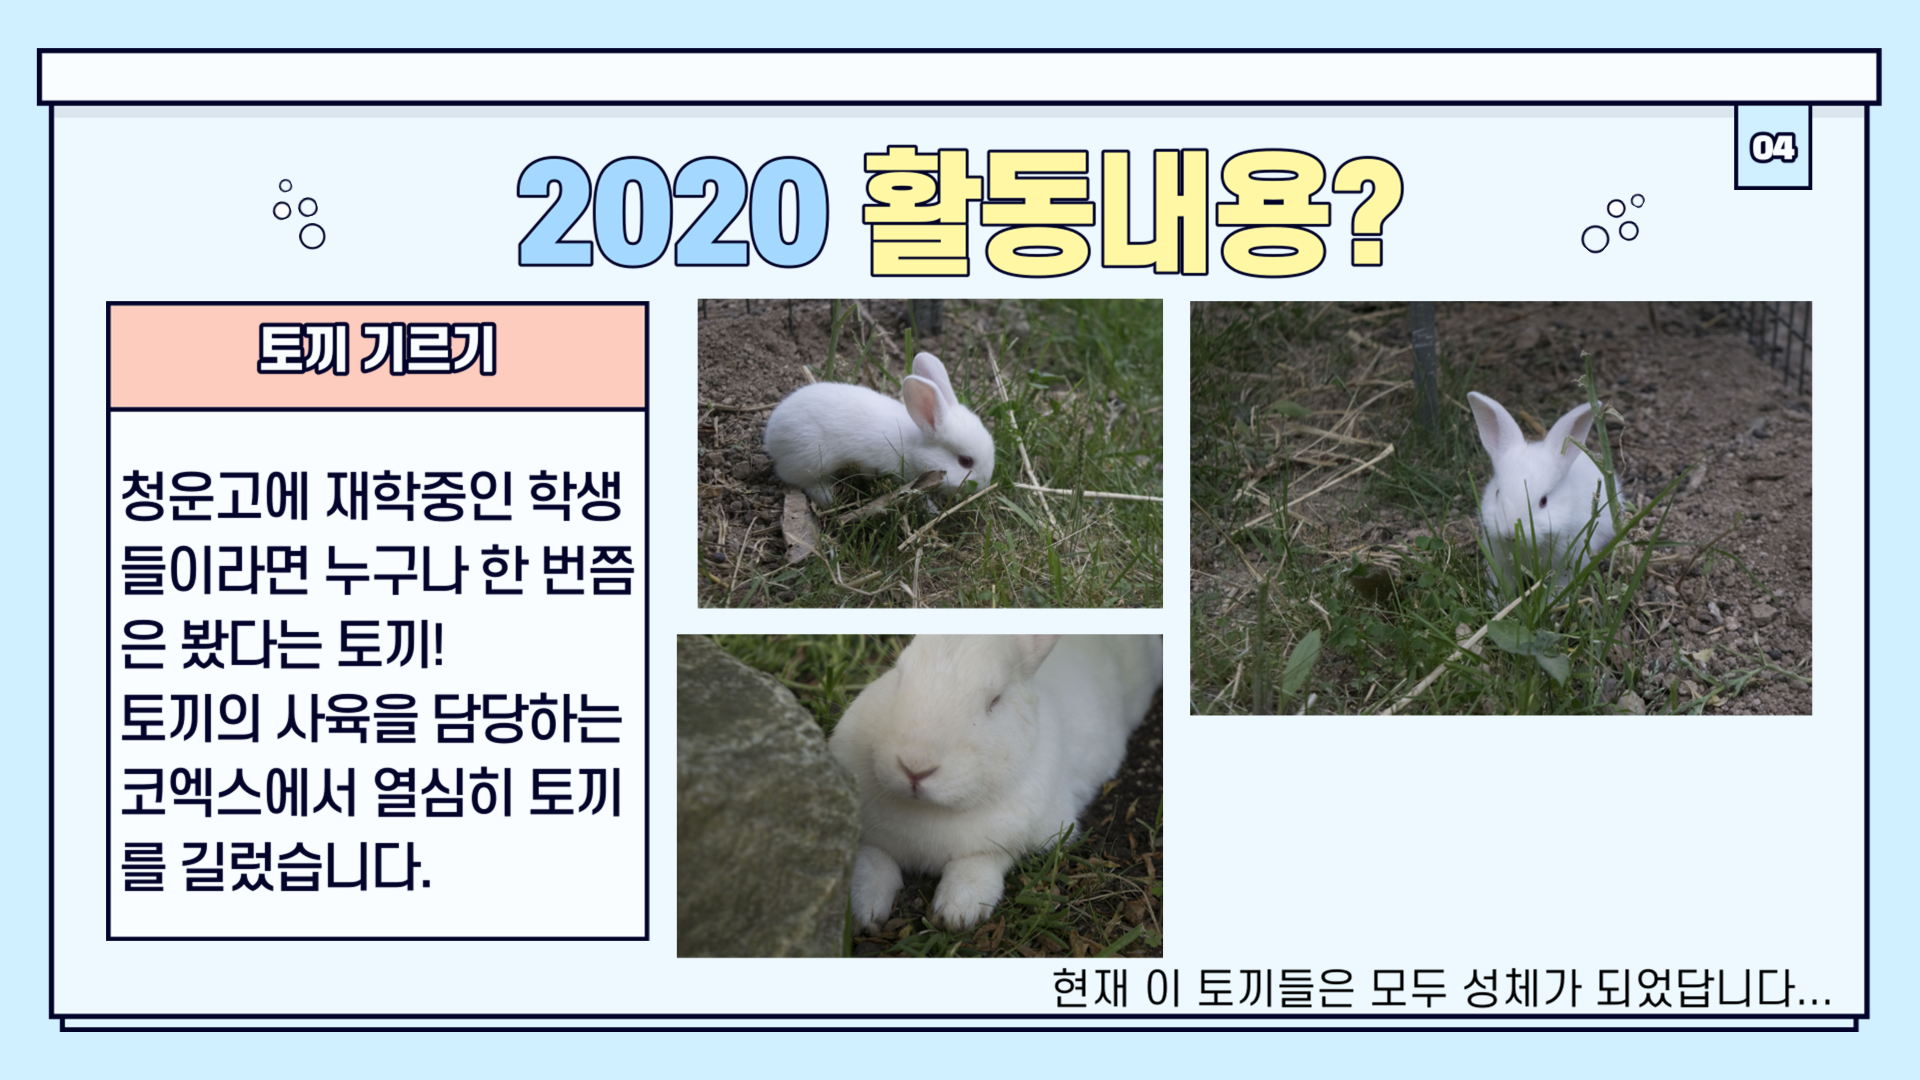 04
2020 활동내용?
토끼 기르기
청운고에 재학중인 학생
들이라면 누구나 한 번쯤
은 봤다는 토끼!
토끼의 사육을 담당하는
코엑스에서 열심히 토끼
를 길렀습니다.
현재 이 토끼들은 모두 성체가 되었답니다...